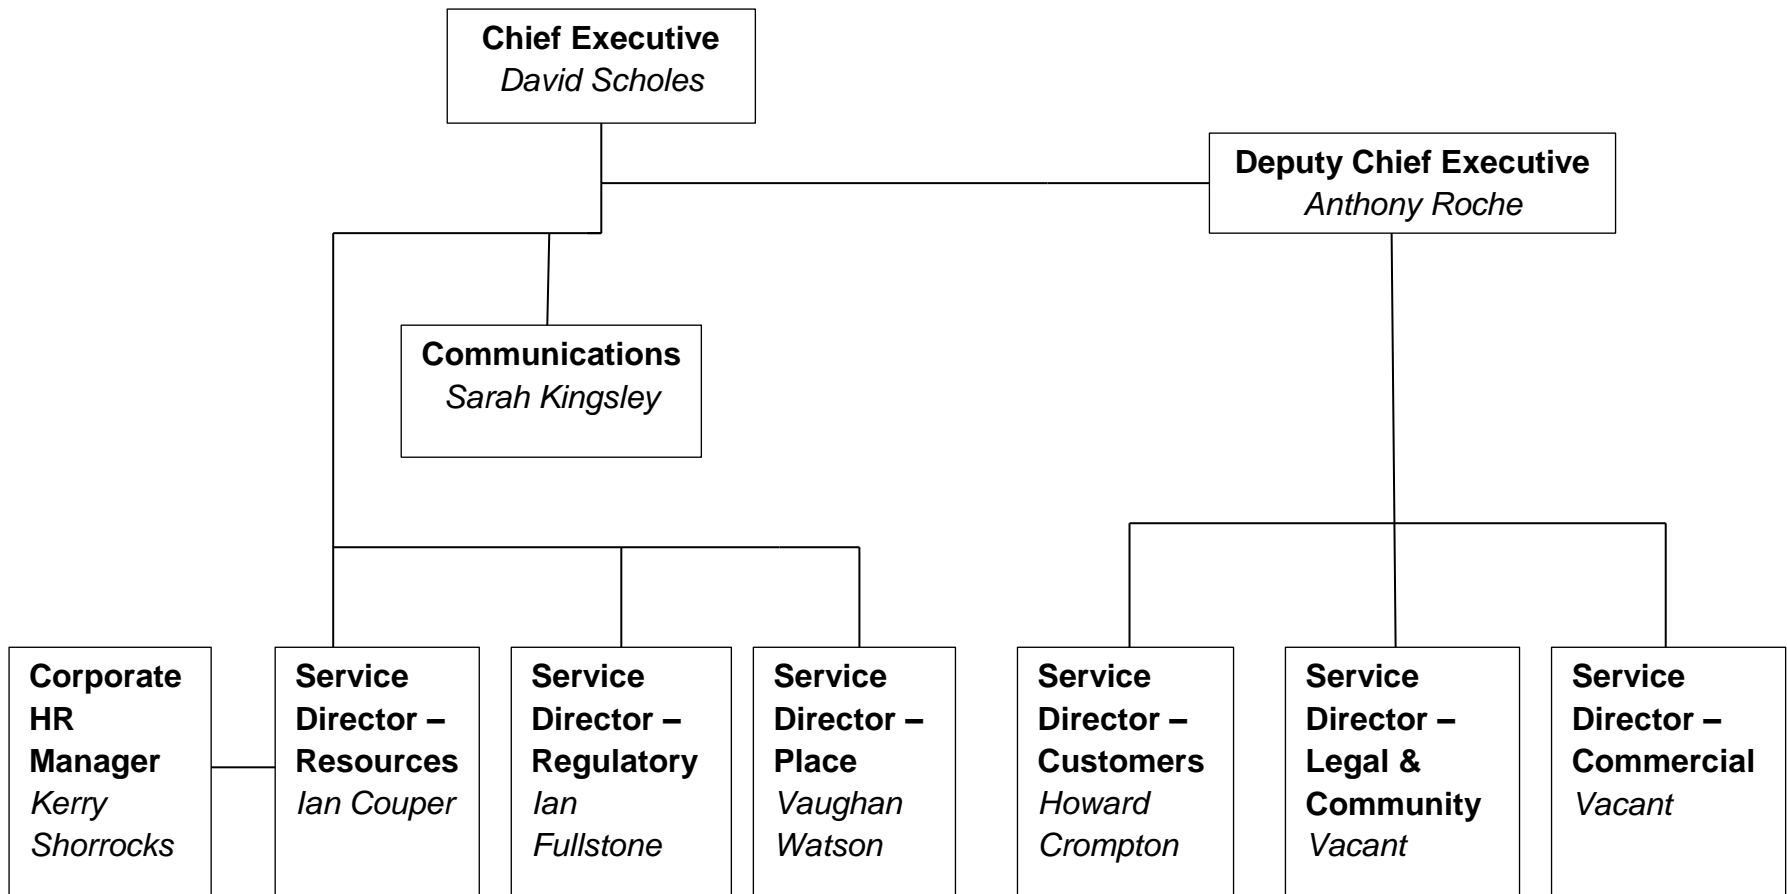 Chief Executive
David Scholes
Deputy Chief Executive
Anthony Roche
Communications
Sarah Kingsley
Corporate
HR
Manager
Kerry
Shorrocks
Service
Director –
Resources
Ian Couper
Service
Director –
Regulatory
Ian
Fullstone
Service
Director –
Place
Vaughan
Watson
Service
Director –
Customers
Howard
Crompton
Service
Director –
Legal &
Community
Vacant
Service
Director –
Commercial
Vacant